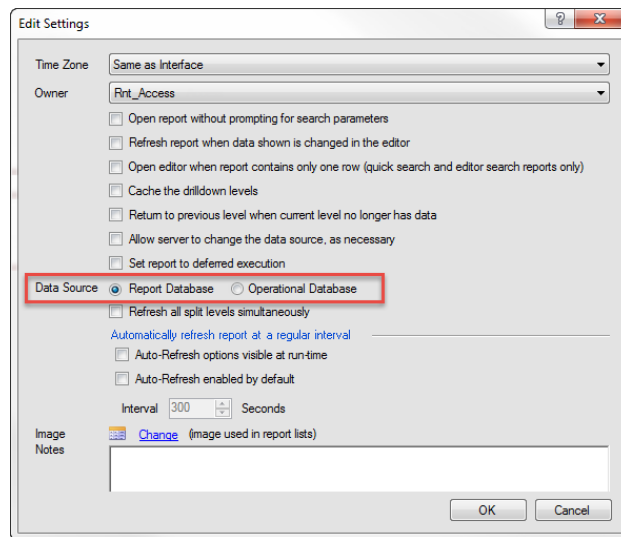 Edit Settings
Time Zone Same as Interface
Owner Rnt_Access
Open report without prompting for search parameters
Refresh report when data shown is changed in the editor
Open editor when report contains only one row (quick search and editor search reports only)
Cache the drilldown levels
Return to previous level when current level no longer has data
Allow server to change the data source, as necessary
Set report to deferred execution
Data Source Report Database Operational Database
Refresh all split levels simultaneously
Automatically refresh report at a regular interval
Auto-Refresh options visible at run-time
Auto-Refresh enabled by default
Interval 300 Seconds
Image Change (image used in report lists)
Notes
OK Cancel